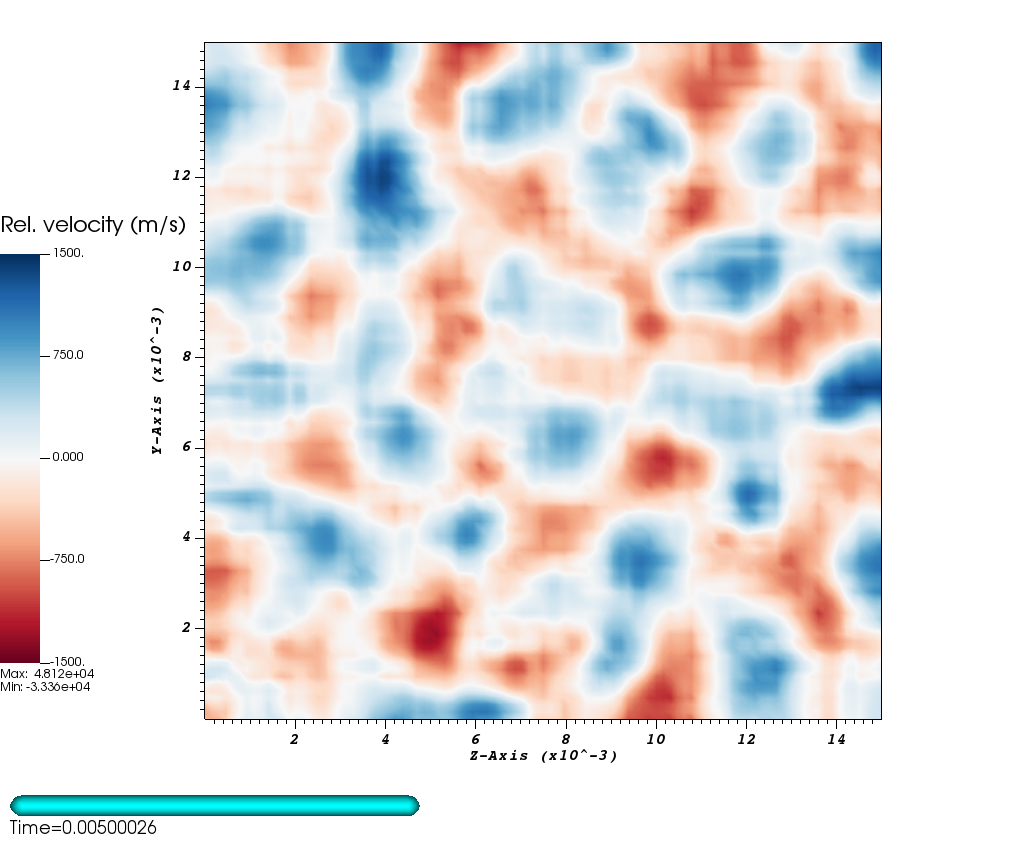 14
12
Rel. velocity (m/s)
1500.
10
Y-Axis (x10^-3)
750.0
8
0.000
6
-750.0
4
2
-1500.
Max: 4.812e+04
Min: -3.336e+04
2 4 6 8 10 12 14
Z-Axis (x10^-3)
Time=0.00500026